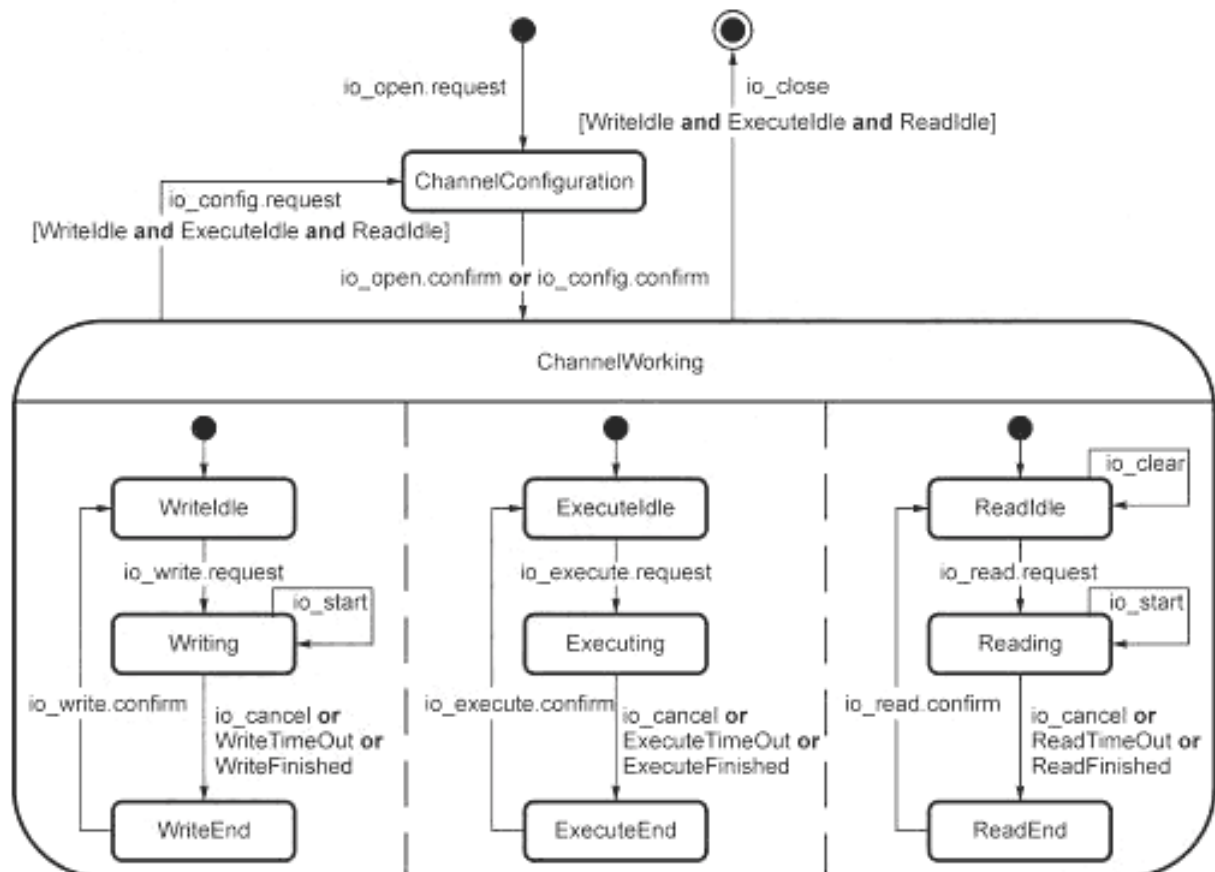 io_open.request
io_close
[WriteIdle and ExecuteIdle and ReadIdle]
ChannelConfiguration
io_config.request
[WriteIdle and ExecuteIdle and ReadIdle]
io_open.confirm or io_config.confirm
ChannelWorking
WriteIdle
io_write.request
io_start
Writing
io_write.confirm
io_cancel or
WriteTimeOut or
WriteFinished
WriteEnd
ExecuteIdle
io_execute.request
Executing
io_execute.confirm
io_cancel or
ExecuteTimeOut or
ExecuteFinished
ExecuteEnd
io_clear
ReadIdle
io_read.request
io_start
Reading
io_read.confirm
io_cancel or
ReadTimeOut or
ReadFinished
ReadEnd